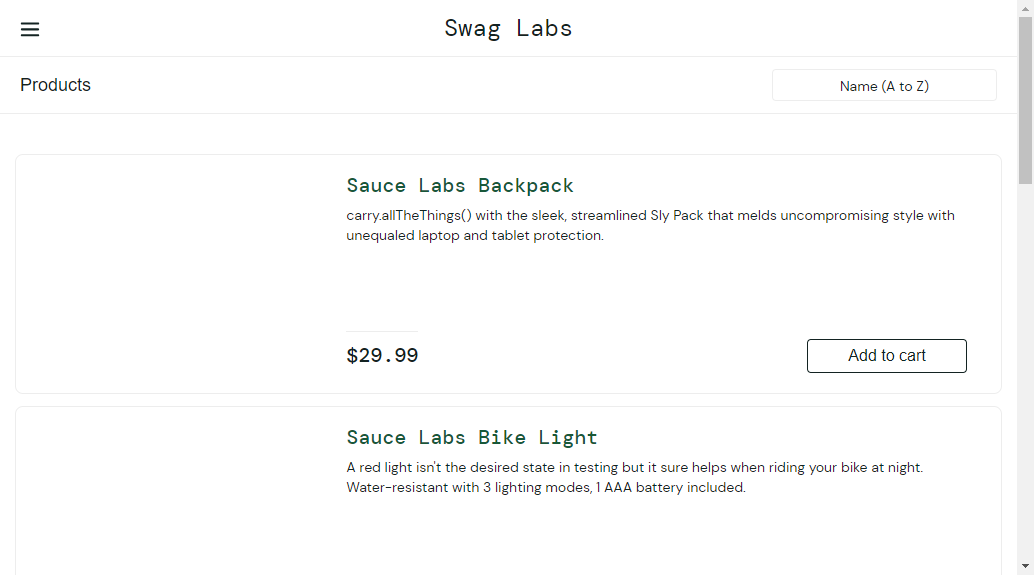 Swag Labs
Products
Name (A to Z)
Sauce Labs Backpack
carry.allTheThings() with the sleek, streamlined Sly Pack that melds uncompromising style with
unequaled laptop and tablet protection.
$29.99
Add to cart
Sauce Labs Bike Light
A red light isn't the desired state in testing but it sure helps when riding your bike at night.
Water-resistant with 3 lighting modes, 1 AAA battery included.